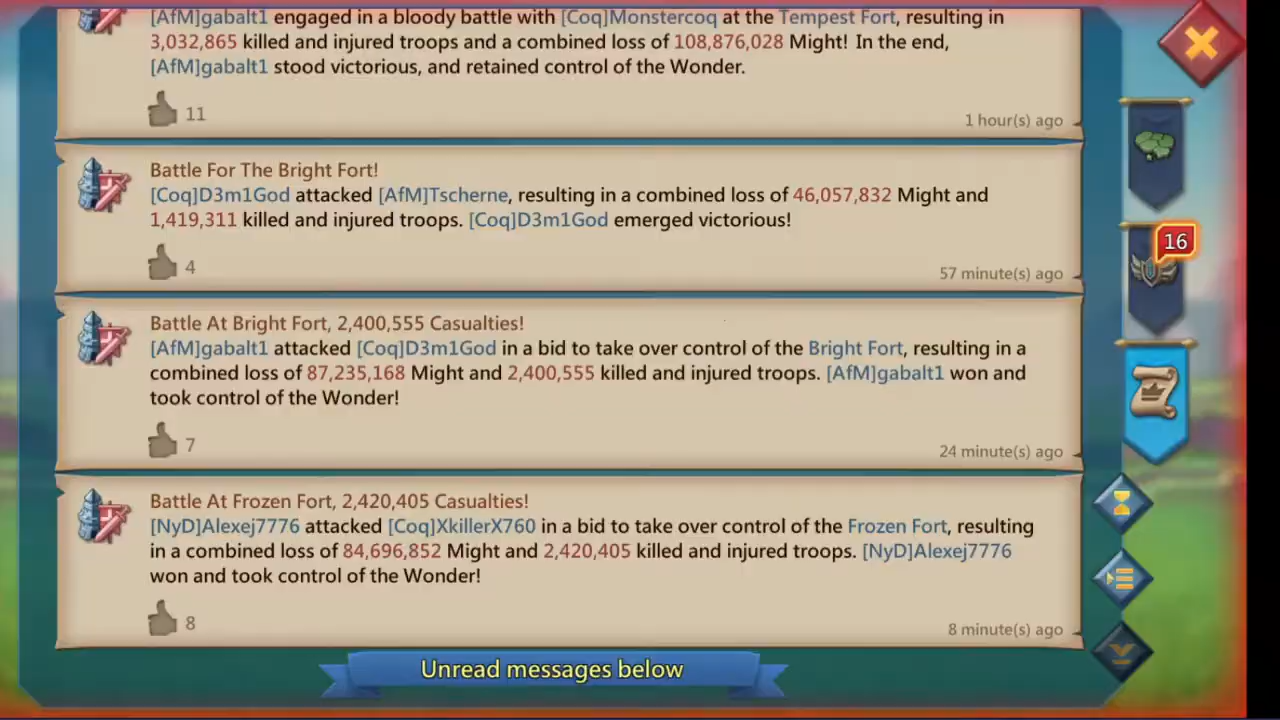 [AfM]gabalt1 engaged in a bloody battle with [Coq]Monstercoq at the Tempest Fort, resulting in
3,032,865 killed and injured troops and a combined loss of 108,876,028 Might! In the end,
[AfM]gabalt1 stood victorious, and retained control of the Wonder.
11
1 hour(s) ago
Battle For The Bright Fort!
[Coq]D3m1God attacked [AfM]Tscherne, resulting in a combined loss of 46,057,832 Might and
1,419,311 killed and injured troops. [Coq]D3m1God emerged victorious!
4
57 minute(s) ago
Battle At Bright Fort, 2,400,555 Casualties!
[AfM]gabalt1 attacked [Coq]D3m1God in a bid to take over control of the Bright Fort, resulting in a
combined loss of 87,235,168 Might and 2,400,555 killed and injured troops. [AfM]gabalt1 won and
took control of the Wonder!
7
24 minute(s) ago
Battle At Frozen Fort, 2,420,405 Casualties!
[NyD]Alexej7776 attacked [Coq]XkillerX760 in a bid to take over control of the Frozen Fort, resulting
in a combined loss of 84,696,852 Might and 2,420,405 killed and injured troops. [NyD]Alexej7776
won and took control of the Wonder!
8
8 minute(s) ago
Unread messages below
16